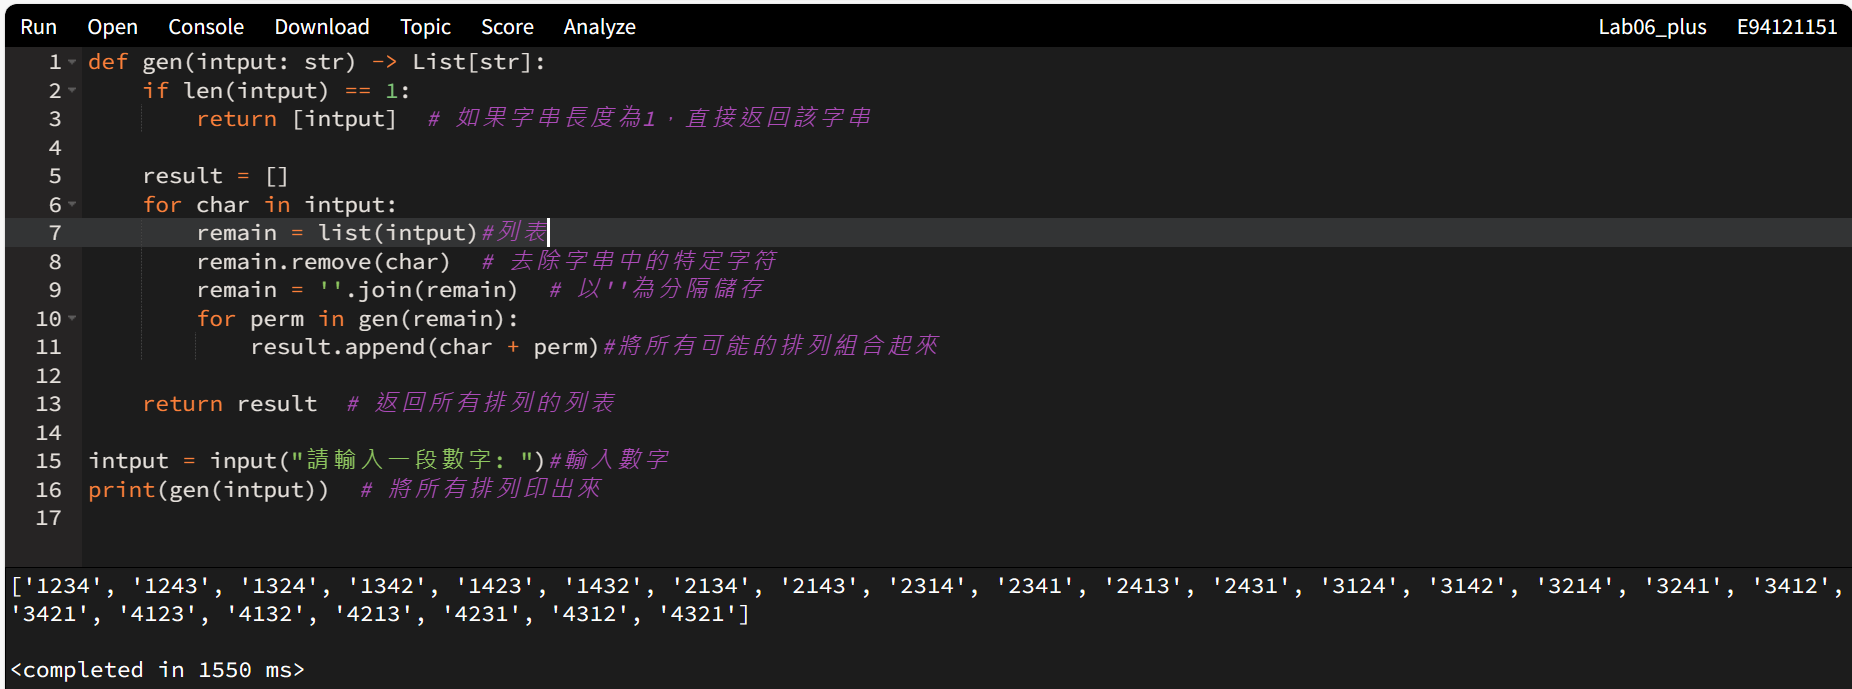 Run Open Console Download Topic Score Analyze Lab06_plus E94121151
1 def gen(intput: str) -> List[str]:
2     if len(intput) == 1:
3         return [intput]  # 如果字串長度為1，直接返回該字串
4
5     result = []
6     for char in intput:
7         remain = list(intput)#列表
8         remain.remove(char)  # 去除字串中的特定字符
9         remain = ''.join(remain)  # 以''為分隔儲存
10         for perm in gen(remain):
11             result.append(char + perm)#將所有可能的排列組合起來
12
13     return result  # 返回所有排列的列表
14
15 intput = input("請輸入一段數字: ")#輸入數字
16 print(gen(intput))  # 將所有排列印出來
17
['1234', '1243', '1324', '1342', '1423', '1432', '2134', '2143', '2314', '2341', '2413', '2431', '3124', '3142', '3214', '3241', '3412',
'3421', '4123', '4132', '4213', '4231', '4312', '4321']
<completed in 1550 ms>